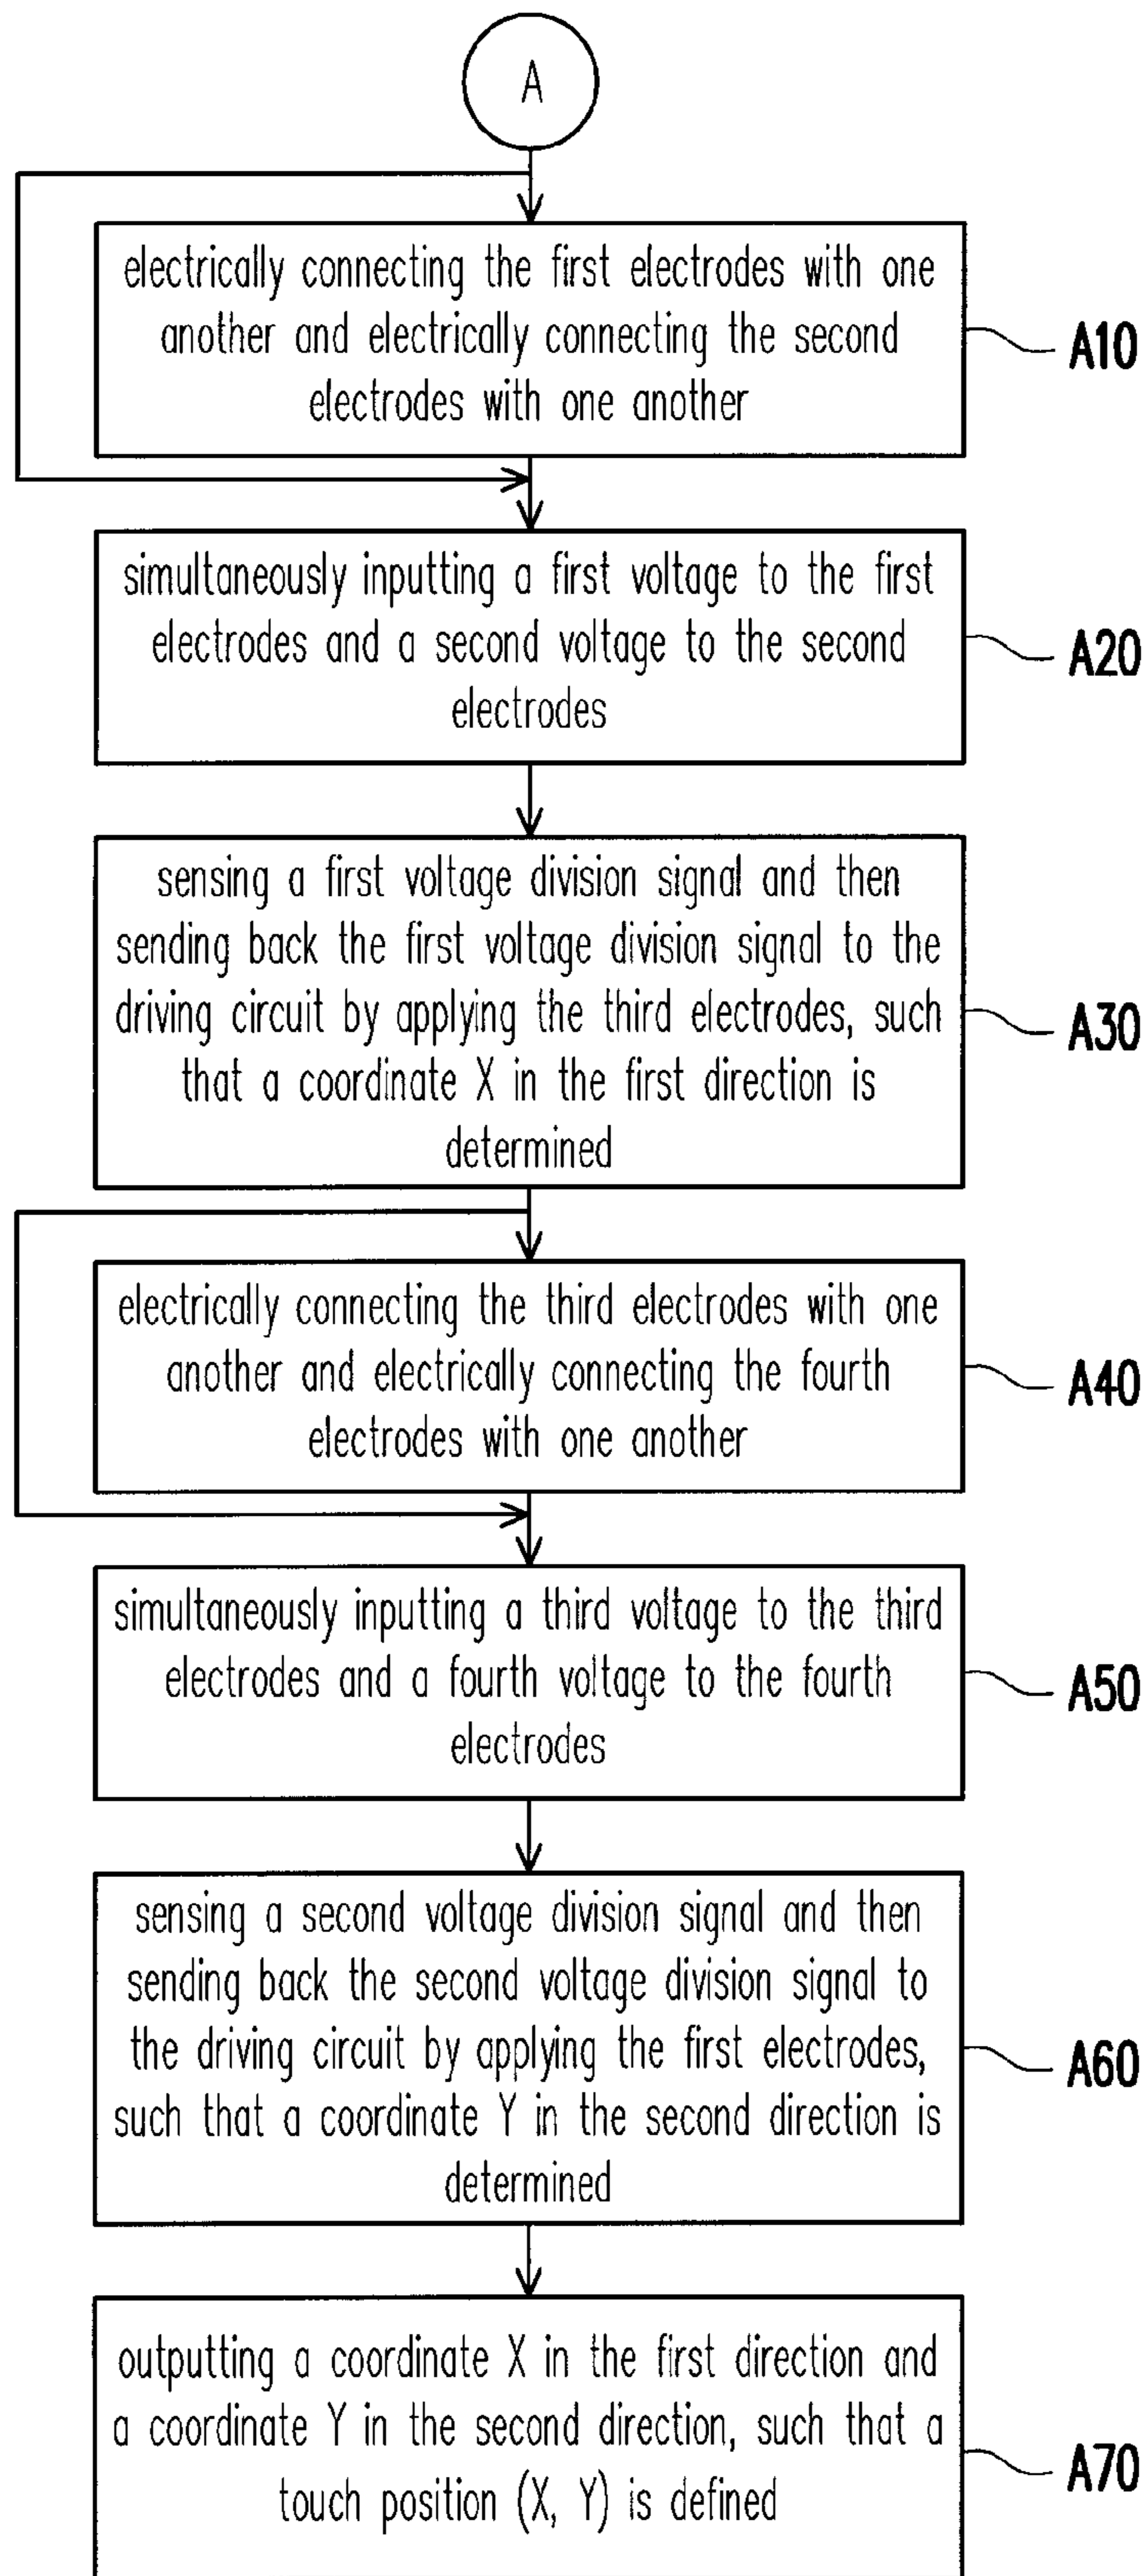 A
electrically connecting the first electrodes with one
another and electrically connecting the second
electrodes with one another
A10
simultaneously inputting a first voltage to the first
electrodes and a second voltage to the second
electrodes
A20
sensing a first voltage division signal and then
sending back the first voltage division signal to the
driving circuit by applying the third electrodes, such
that a coordinate X in the first direction is
determined
A30
electrically connecting the third electrodes with one
another and electrically connecting the fourth
electrodes with one another
A40
simultaneously inputting a third voltage to the third
electrodes and a fourth voltage to the fourth
electrodes
A50
sensing a second voltage division signal and then
sending back the second voltage division signal to
the driving circuit by applying the first electrodes,
such that a coordinate Y in the second direction is
determined
A60
outputting a coordinate X in the first direction and
a coordinate Y in the second direction, such that a
touch position (X, Y) is defined
A70